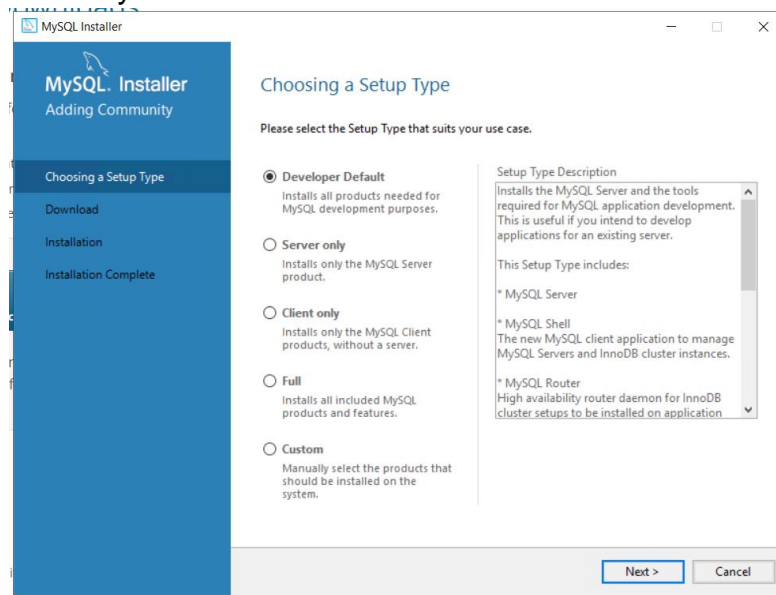 MySQL Installer
MySQL. Installer
Adding Community
Choosing a Setup Type
Download
Installation
Installation Complete
Choosing a Setup Type
Please select the Setup Type that suits your use case.
Developer Default
Installs all products needed for
MySQL development purposes.
Server only
Installs only the MySQL Server
product.
Client only
Installs only the MySQL Client
products, without a server.
Full
Installs all included MySQL
products and features.
Custom
Manually select the products that
should be installed on the
system.
Setup Type Description
Installs the MySQL Server and the tools
required for MySQL application development.
This is useful if you intend to develop
applications for an existing server.
This Setup Type includes:
* MySQL Server
* MySQL Shell
The new MySQL client application to manage
MySQL Servers and InnoDB cluster instances.
* MySQL Router
High availability router daemon for InnoDB
cluster setups to be installed on application
Next >
Cancel